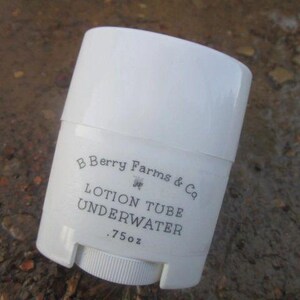 B Berry Farms & Co
LOTION TUBE
UNDERWATER
.75oz